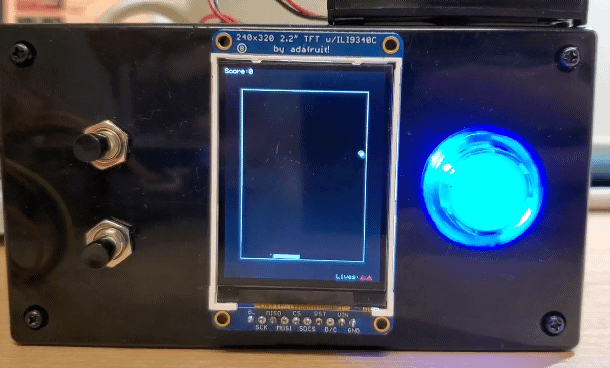 240x320 2.2" TFT w/ILI9340C
by adafruit!
Score:0
Lives:
MISO CS RST VIN
SCK MOSI SDCS D/C GND